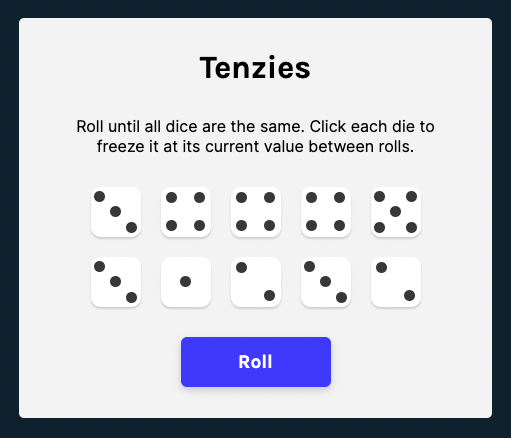 Tenzies
Roll until all dice are the same. Click each die to
freeze it at its current value between rolls.
Roll